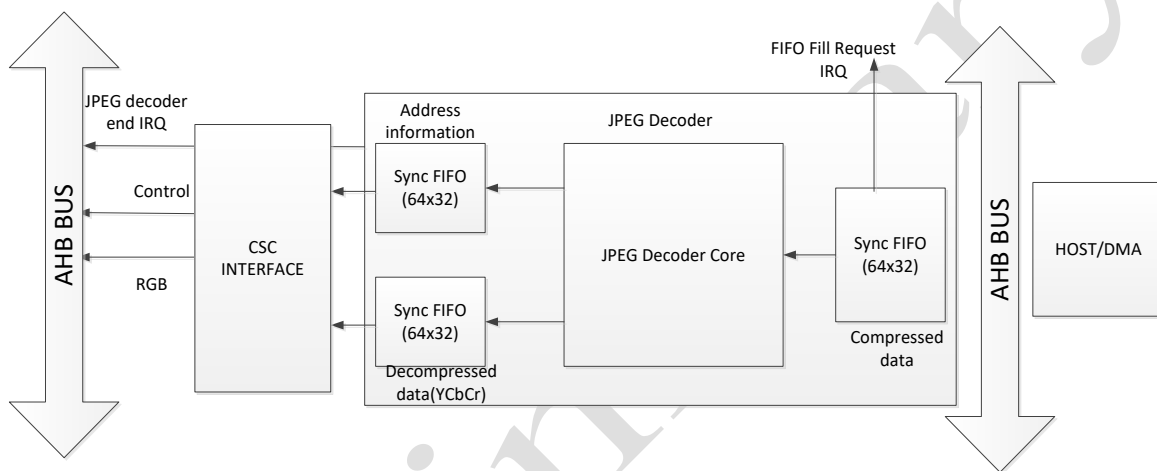 FIFO Fill Request
IRQ
JPEG decoder
end IRQ
Control
RGB
AHB BUS
CSC
INTERFACE
Address
information
JPEG Decoder
Sync FIFO
(64x32)
Sync FIFO
(64x32)
Decompressed
data(YCbCr)
JPEG Decoder Core
Sync FIFO
(64x32)
Compressed
data
AHB BUS
HOST/DMA